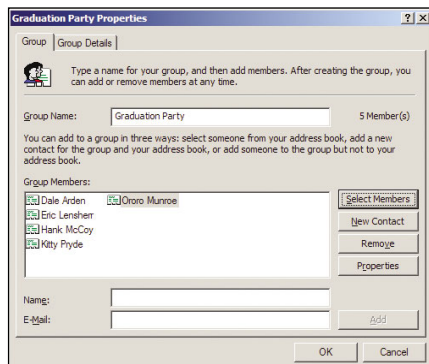 Graduation Party Properties
Group Group Details
Type a name for your group, and then add members. After creating the group, you
can add or remove members at any time.
Group Name: Graduation Party 5 Member(s)
You can add to a group in three ways: select someone from your address book, add a new
contact for the group and your address book, or add someone to the group but not to your
address book.
Group Members:
Dale Arden Ororo Munroe Select Members
Eric Lensherr New Contact
Hank McCoy Remove
Kitty Pryde Properties
Name:
E-Mail: Add
OK Cancel